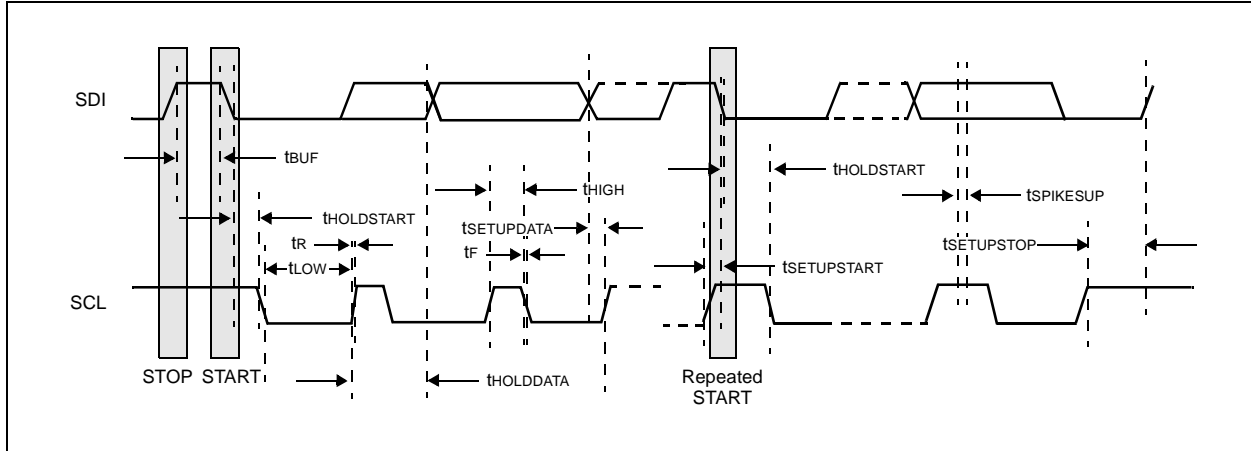 SDI
tBUF
tHIGH
tHOLDSTART
tSPIKESUP
tHOLDSTART
tSETUPDATA
tR
tF
tSETUPSTOP
tLOW
tSETUPSTART
SCL
STOP
START
tHOLDDATA
Repeated
START